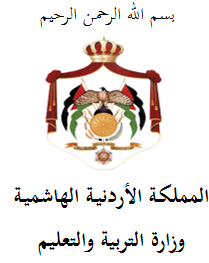 بسم الله الرحمن الرحيم
المملكة الأردنية الهاشمية
وزارة التربية والتعليم